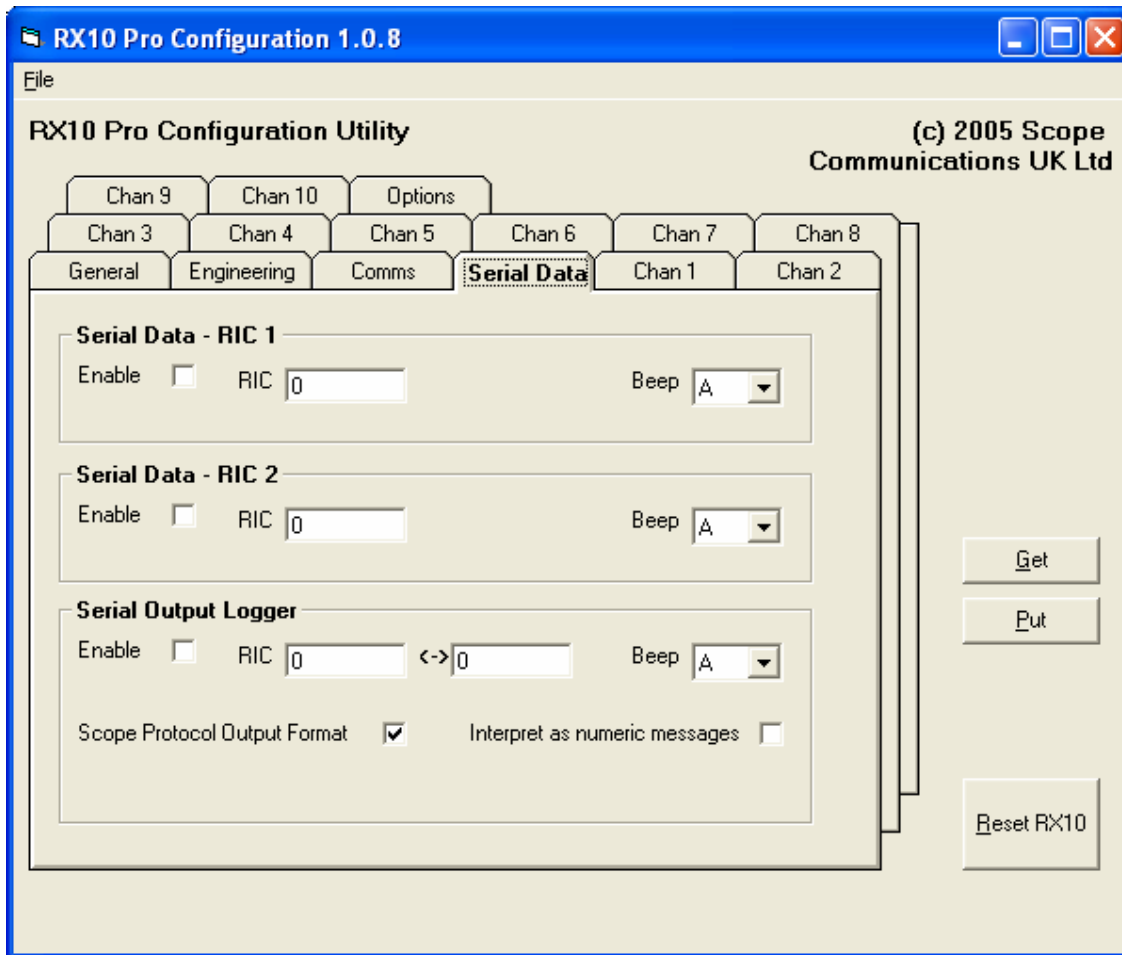 RX10 Pro Configuration 1.0.8
File
RX10 Pro Configuration Utility
(c) 2005 Scope
Communications UK Ltd
Chan 9 Chan 10 Options
Chan 3 Chan 4 Chan 5 Chan 6 Chan 7 Chan 8
General Engineering Comms Serial Data Chan 1 Chan 2
Serial Data - RIC 1
Enable RIC 0 Beep A
Serial Data - RIC 2
Enable RIC 0 Beep A
Serial Output Logger
Enable RIC 0 <-> 0 Beep A
Scope Protocol Output Format Interpret as numeric messages
Get
Put
Reset RX10